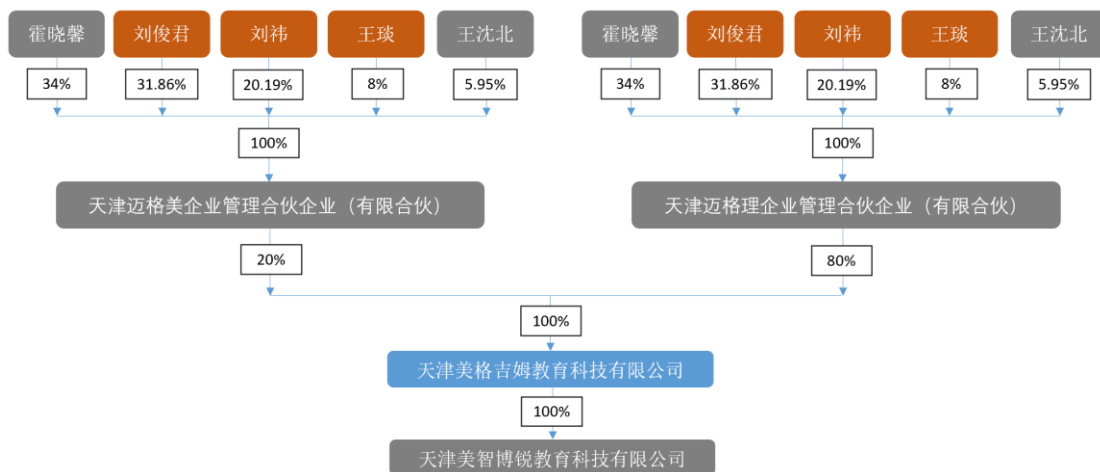 霍晓馨 刘俊君 刘祎 王琰 王沈北 霍晓馨 刘俊君 刘祎 王琰 王沈北
34% 31.86% 20.19% 8% 5.95% 34% 31.86% 20.19% 8% 5.95%
100% 100%
天津迈格美企业管理合伙企业（有限合伙） 天津迈格理企业管理合伙企业（有限合伙）
20% 80%
100%
天津美格吉姆教育科技有限公司
100%
天津美智博锐教育科技有限公司